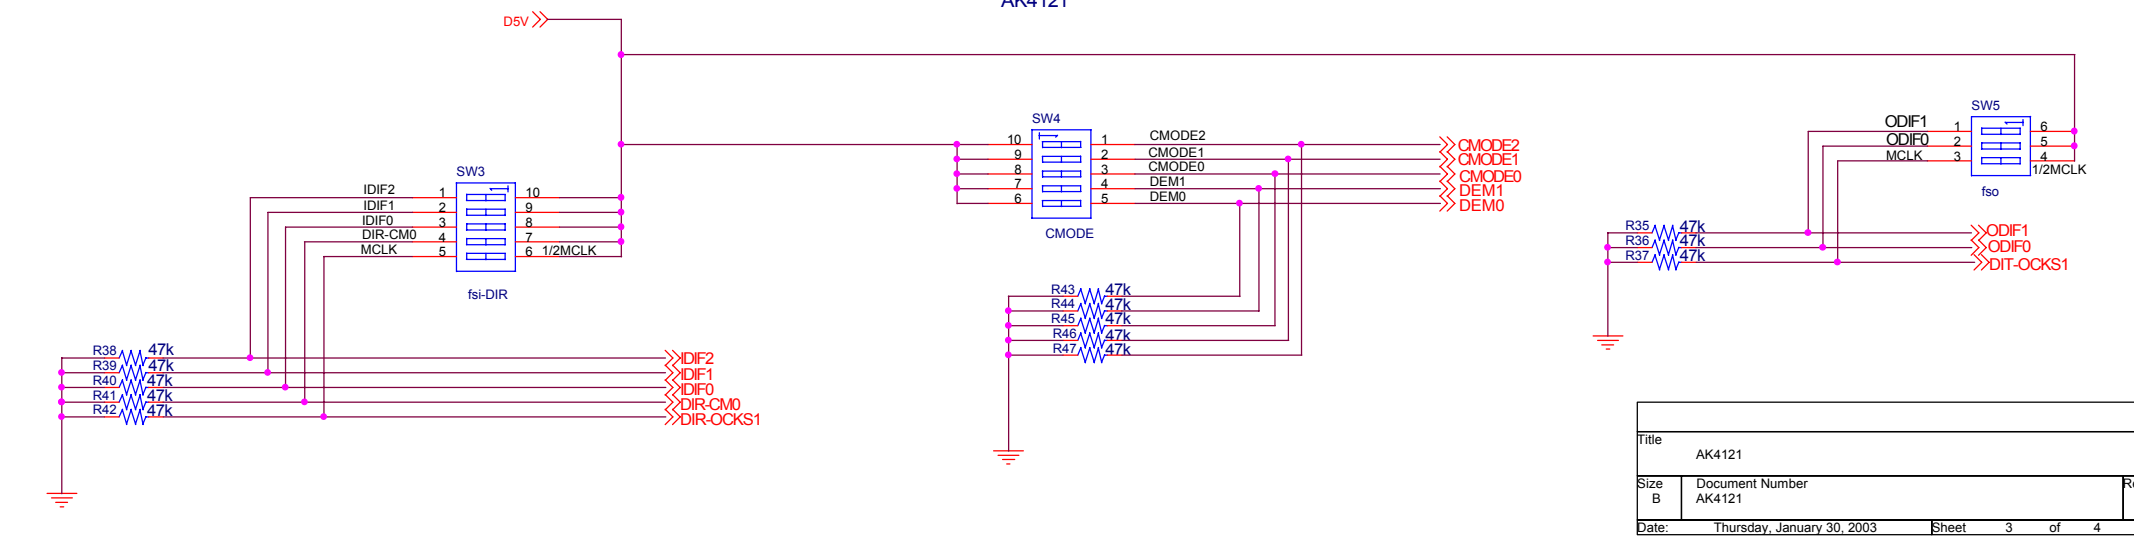 AK4121
D5V
SW3
IDIF2 1 10
IDIF1 2 9
IDIF0 3 8
DIR-CM0 4 7
MCLK 5 6 1/2MCLK
fsi-DIR
R38 47k IDIF2
R39 47k IDIF1
R40 47k IDIF0
R41 47k DIR-CM0
R42 47k DIR-OCKS1
SW4
10 1 CMODE2 CMODE2
9 2 CMODE1 CMODE1
8 3 CMODE0 CMODE0
7 4 DEM1 DEM1
6 5 DEM0 DEM0
CMODE
R43 47k
R44 47k
R45 47k
R46 47k
R47 47k
SW5
ODIF1 1 6
ODIF0 2 5
MCLK 3 4
1/2MCLK
fso
R35 47k ODIF1
R36 47k ODIF0
R37 47k DIT-OCKS1
Title
AK4121
Size Document Number
B AK4121
Date: Thursday, January 30, 2003 Sheet 3 of 4